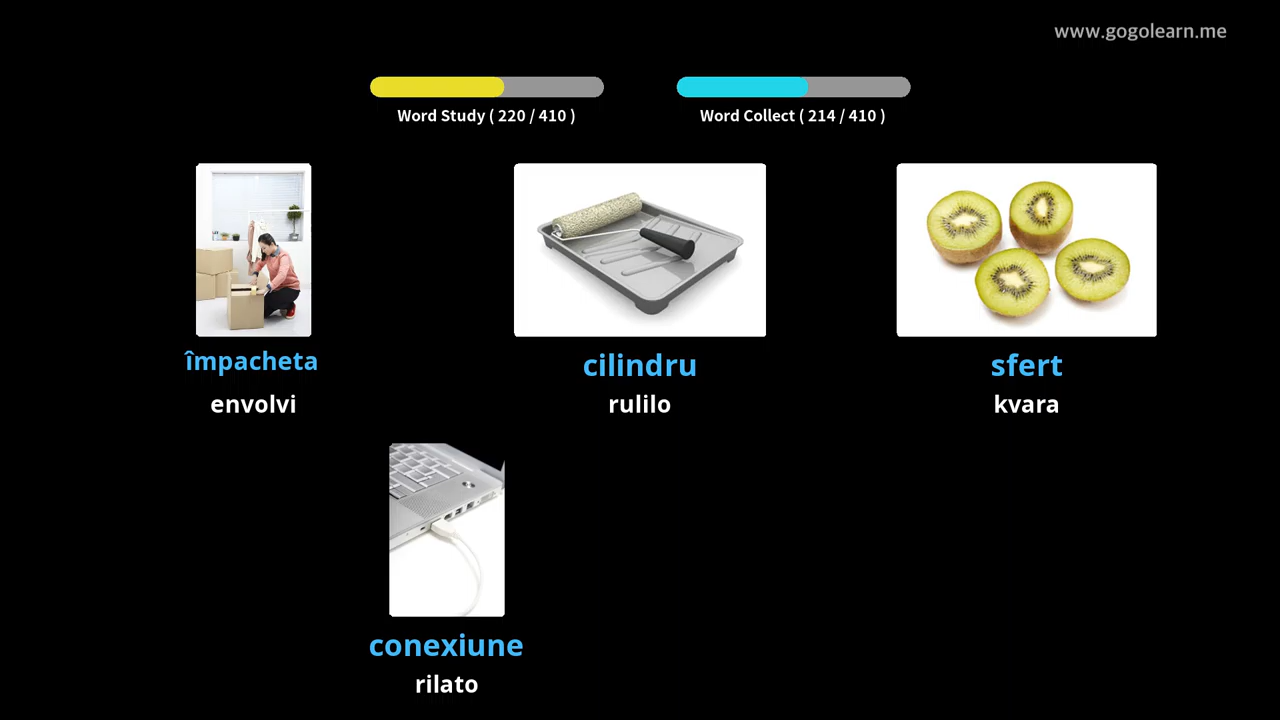 www.gogolearn.me
Word Study ( 220 / 410 )
Word Collect ( 214 / 410 )
împacheta
envolvi
cilindru
rulilo
sfert
kvara
conexiune
rilato